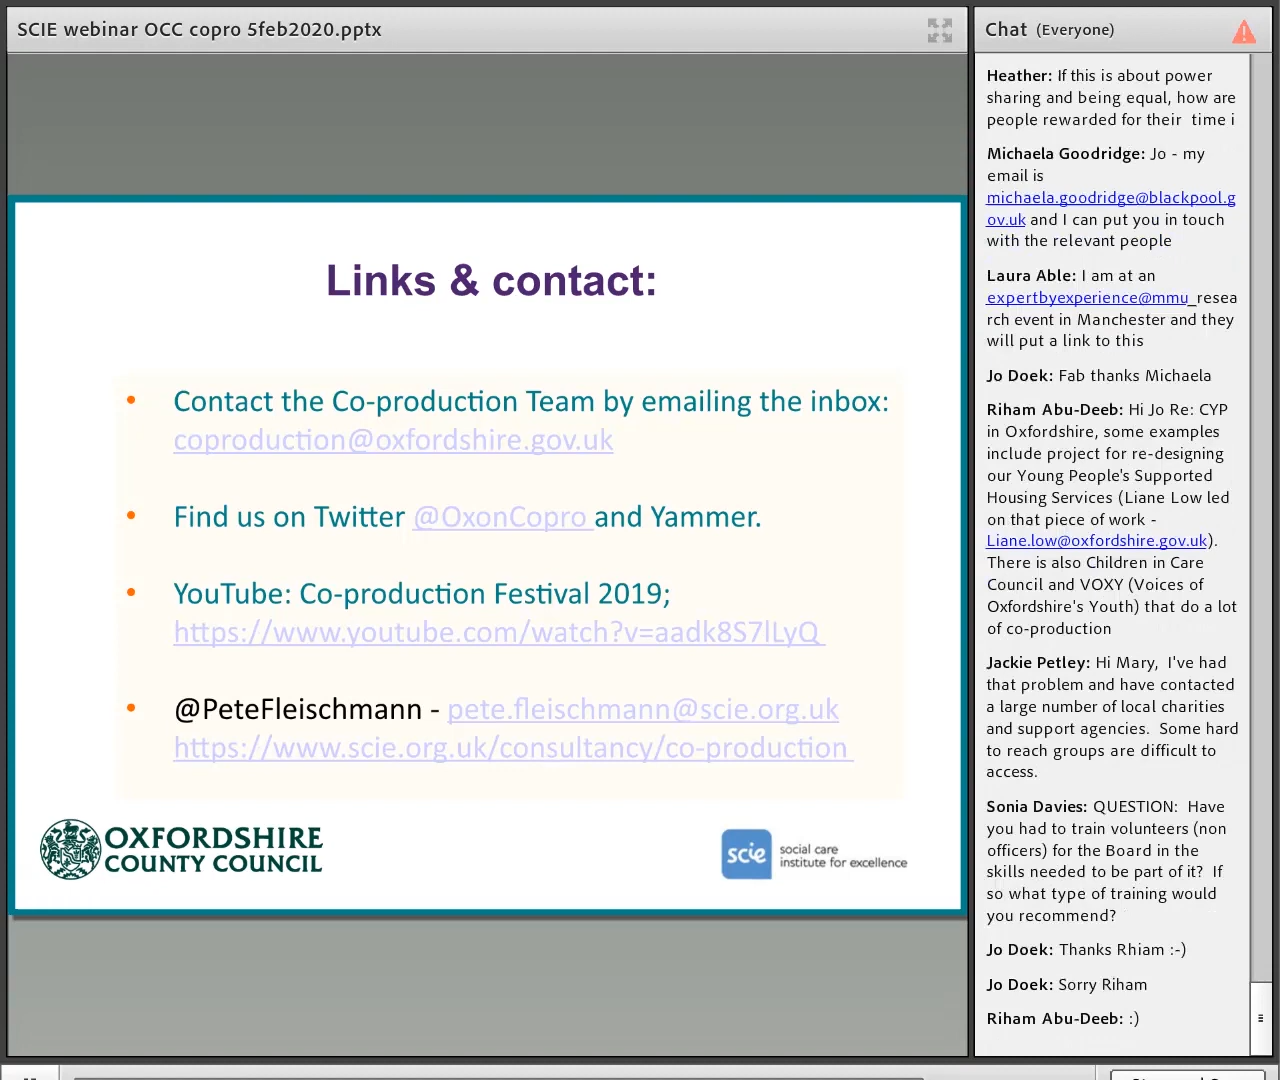 SCIE webinar OCC copro 5feb2020.pptx
Links & contact:
• Contact the Co-production Team by emailing the inbox:
coproduction@oxfordshire.gov.uk
• Find us on Twitter @OxonCopro and Yammer.
• YouTube: Co-production Festival 2019;
https://www.youtube.com/watch?v=aadk8S7lLyQ
• @PeteFleischmann - pete.fleischmann@scie.org.uk
https://www.scie.org.uk/consultancy/co-production
OXFORDSHIRE
COUNTY COUNCIL
scie
social care
institute for excellence
Chat (Everyone)
Heather: If this is about power
sharing and being equal, how are
people rewarded for their time i
Michaela Goodridge: Jo - my
email is
michaela.goodridge@blackpool.g
ov.uk and I can put you in touch
with the relevant people
Laura Able: I am at an
expertbyexperience@mmu_resea
rch event in Manchester and they
will put a link to this
Jo Doek: Fab thanks Michaela
Riham Abu-Deeb: Hi Jo Re: CYP
in Oxfordshire, some examples
include project for re-designing
our Young People's Supported
Housing Services (Liane Low led
on that piece of work -
Liane.low@oxfordshire.gov.uk).
There is also Children in Care
Council and VOXY (Voices of
Oxfordshire's Youth) that do a lot
of co-production
Jackie Petley: Hi Mary, I've had
that problem and have contacted
a large number of local charities
and support agencies. Some hard
to reach groups are difficult to
access.
Sonia Davies: QUESTION: Have
you had to train volunteers (non
officers) for the Board in the
skills needed to be part of it? If
so what type of training would
you recommend?
Jo Doek: Thanks Rhiam :-)
Jo Doek: Sorry Riham
Riham Abu-Deeb: :)